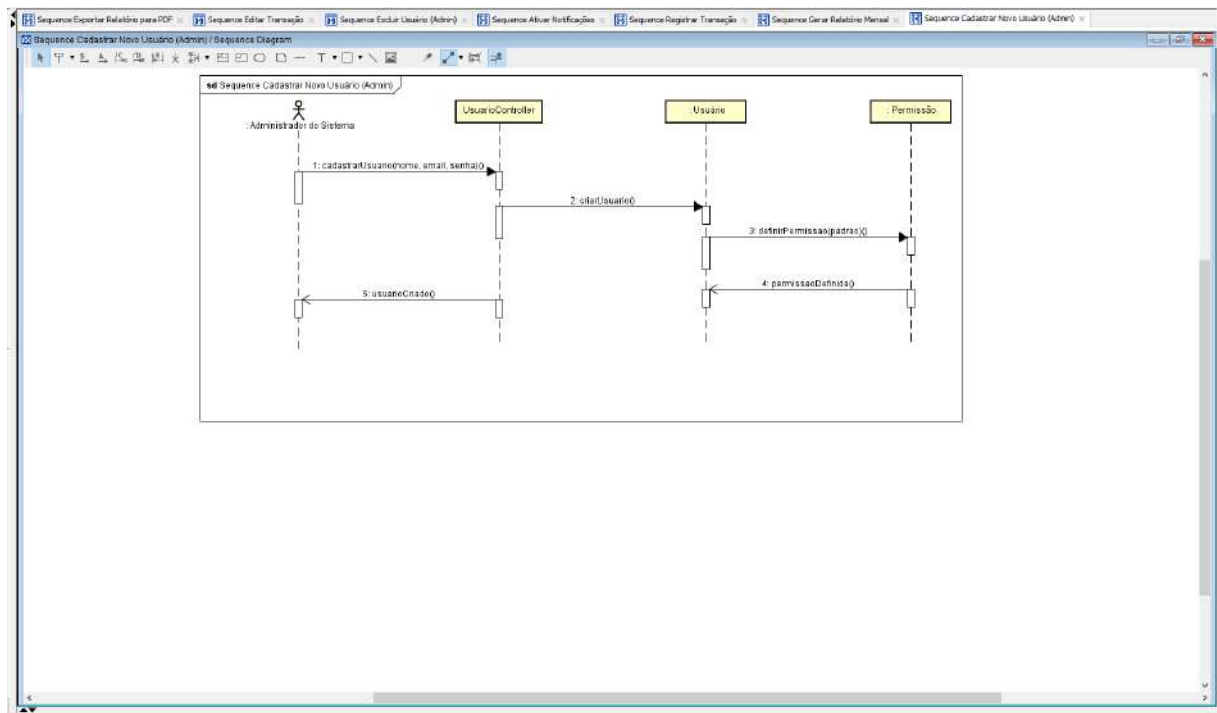 Sequence Exportar Relatório para PDF
Sequence Editar Transação
Sequence Excluir Usuário (Admin)
Sequence Ativar Notificações
Sequence Registrar Transação
Sequence Gerar Relatório Mensal
Sequence Cadastrar Novo Usuário (Admin)
Sequence Cadastrar Novo Usuário (Admin) / Sequence Diagram
sd Sequence Cadastrar Novo Usuário (Admin)
: Administrador do Sistema
UsuarioController
: Usuário
: Permissão
1: cadastrarUsuario(nome, email, senha)()
2: criarUsuario()
3: definirPermissao(padrao)()
4: permissaoDefinida()
5: usuarioCriado()